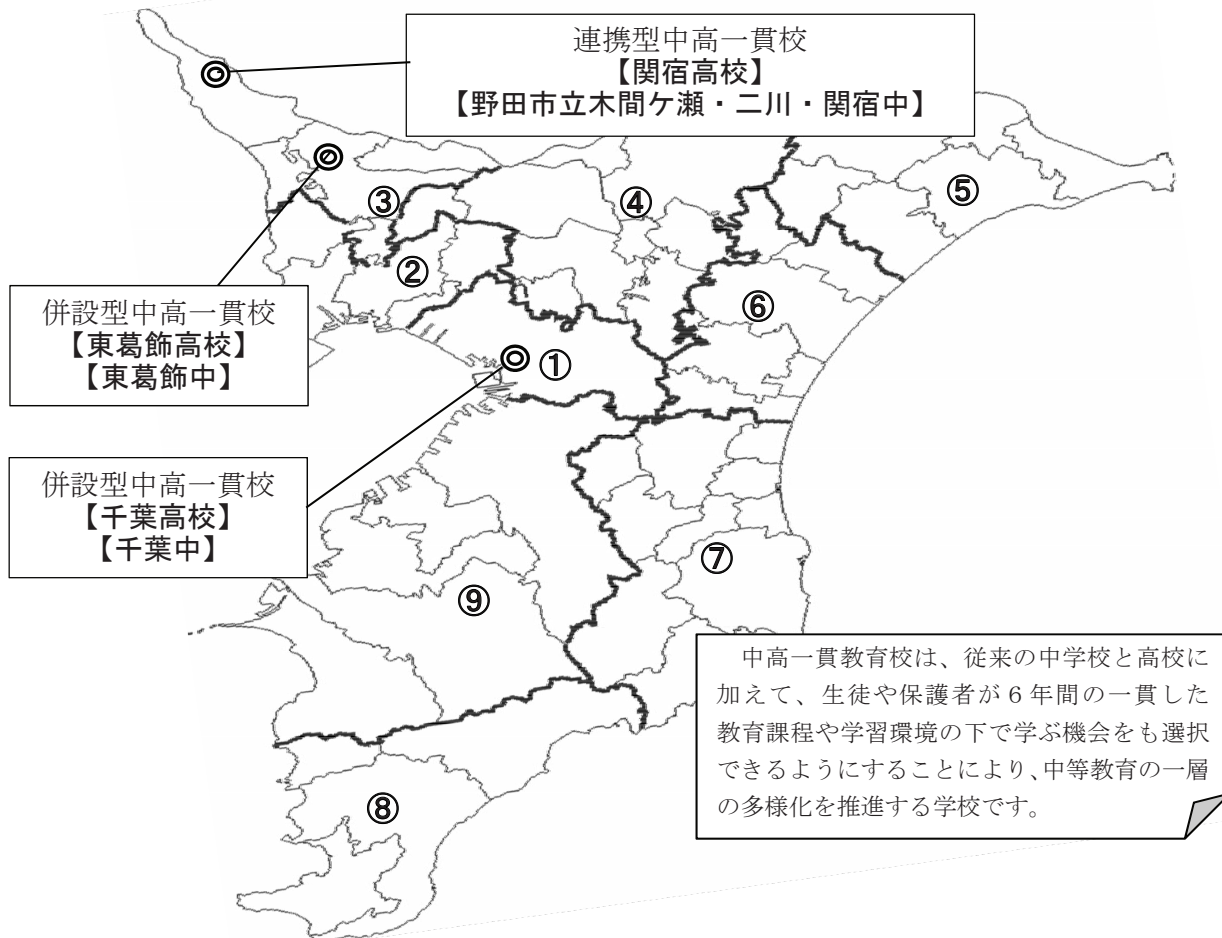 連携型中高一貫校
【関宿高校】
【野田市立木間ケ瀬・二川・関宿中】
併設型中高一貫校
【東葛飾高校】
【東葛飾中】
併設型中高一貫校
【千葉高校】
【千葉中】
③
④
⑤
②
⑥
①
⑦
⑨
⑧
中高一貫教育校は、従来の中学校と高校に
加えて、生徒や保護者が６年間の一貫した
教育課程や学習環境の下で学ぶ機会をも選択
できるようにすることにより、中等教育の一層
の多様化を推進する学校です。